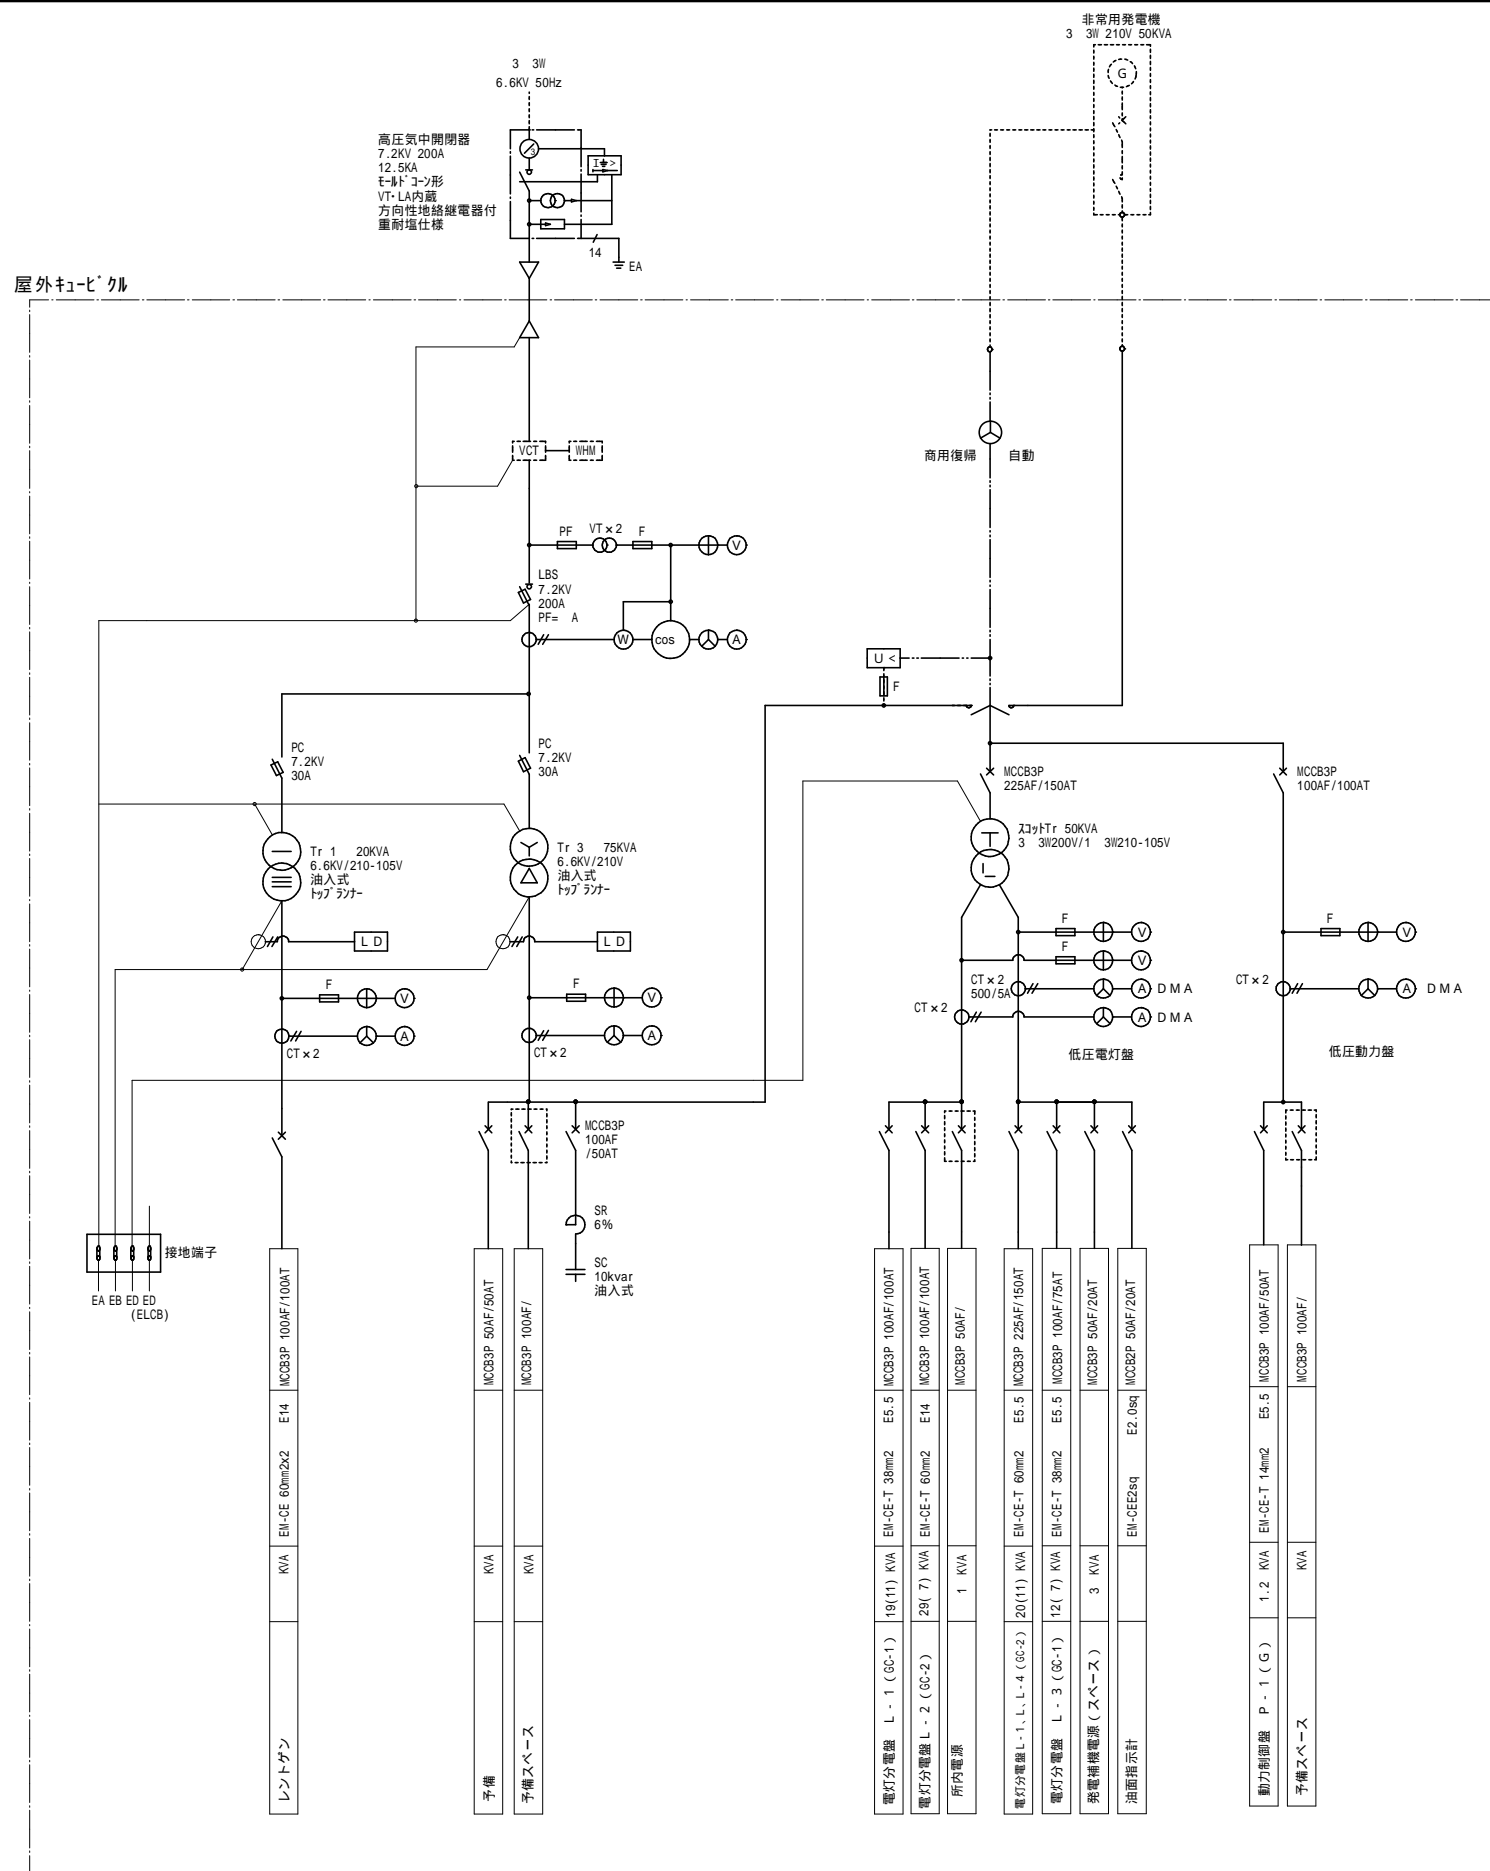 非常用発電機
3 3W 210V 50KVA
G
3 3W
6.6KV 50Hz
高圧気中開閉器
7.2KV 200A
12.5KA
モールドコーン形
VT・LA内蔵
方向性地絡継電器付
重耐塩仕様
3
I >
14
EA
屋外キュービクル
VCT
WHM
商用復帰
自動
PF
VT×2
F
V
LBS
7.2KV
200A
PF= A
W
cos
A
U <
F
PC
7.2KV
30A
PC
7.2KV
30A
MCCB3P
225AF/150AT
MCCB3P
100AF/100AT
Tr 1 20KVA
6.6KV/210-105V
油入式
トップランナー
Tr 3 75KVA
6.6KV/210V
油入式
トップランナー
スコットTr 50KVA
3 3W200V/1 3W210-105V
L D
L D
F
V
F
V
F
V
F
V
F
V
CT×2
500/5A
A
DMA
CT×2
A
DMA
CT×2
A
DMA
CT×2
A
CT×2
A
低圧電灯盤
低圧動力盤
MCCB3P
100AF
/50AT
SR
6%
SC
10kvar
油入式
接地端子
EA EB ED ED
(ELCB)
MCCB3P 100AF/100AT
E14
EM-CE 60mm2x2
KVA
レントゲン
MCCB3P 50AF/50AT
KVA
予備
MCCB3P 100AF/
KVA
予備スペース
MCCB3P 100AF/100AT
E5.5
EM-CE-T 38mm2
19(11) KVA
電灯分電盤 L - 1 (GC-1)
MCCB3P 100AF/100AT
E14
EM-CE-T 60mm2
29( 7) KVA
電灯分電盤 L - 2 (GC-2)
MCCB3P 50AF/
1 KVA
所内電源
MCCB3P 225AF/150AT
E5.5
EM-CE-T 60mm2
20(11) KVA
電灯分電盤 L-1、L、L-4 (GC-2)
MCCB3P 100AF/75AT
E5.5
EM-CE-T 38mm2
12( 7) KVA
電灯分電盤 L - 3 (GC-1)
MCCB3P 50AF/20AT
3 KVA
発電補機電源(スペース)
MCCB2P 50AF/20AT
E2.0sq
EM-CEE2sq
油面指示計
MCCB3P 100AF/50AT
E5.5
EM-CE-T 14mm2
1.2 KVA
動力制御盤 P - 1 (G)
MCCB3P 100AF/
KVA
予備スペース